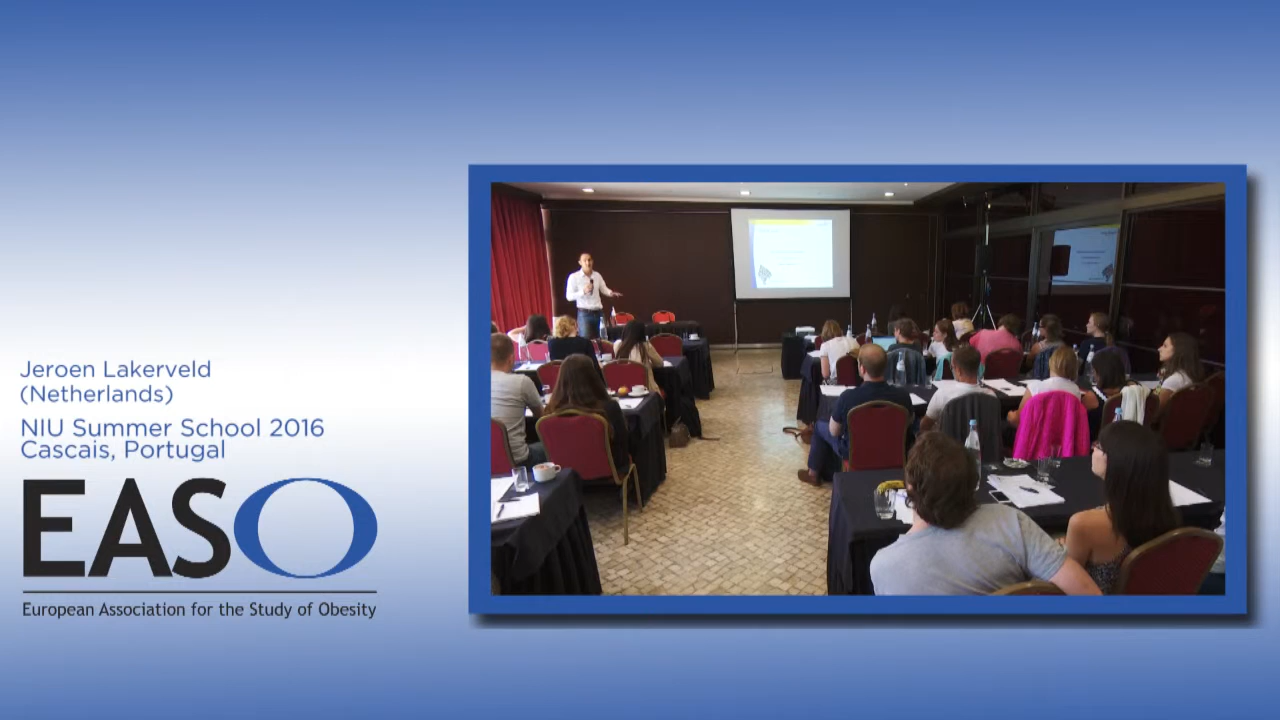 Jeroen Lakerveld
(Netherlands)
NIU Summer School 2016
Cascais, Portugal
EASO
European Association for the Study of Obesity